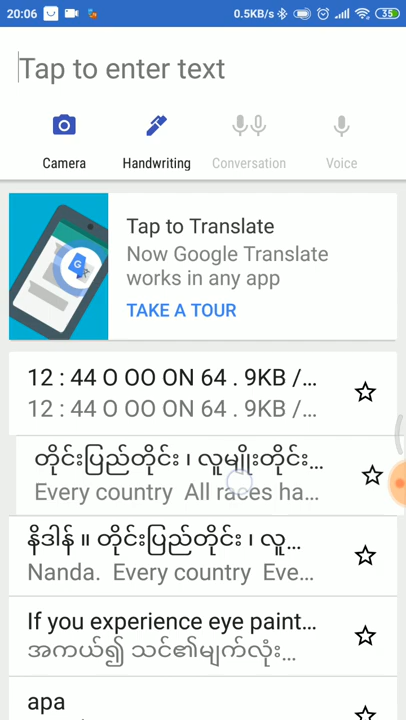 20:06
0.5KB/s
35
Tap to enter text
Camera
Handwriting
Conversation
Voice
G
Tap to Translate
Now Google Translate
works in any app
TAKE A TOUR
12 : 44 O OO ON 64 . 9KB /...
12 : 44 O OO ON 64 . 9KB /...
တိုင်းပြည်တိုင်း ၊ လူမျိုးတိုင်း...
Every country All races ha...
နိဒါန် ။ တိုင်းပြည်တိုင်း ၊ လူ...
Nanda. Every country Eve...
If you experience eye paint...
အကယ်၍ သင်၏မျက်လုံး...
apa